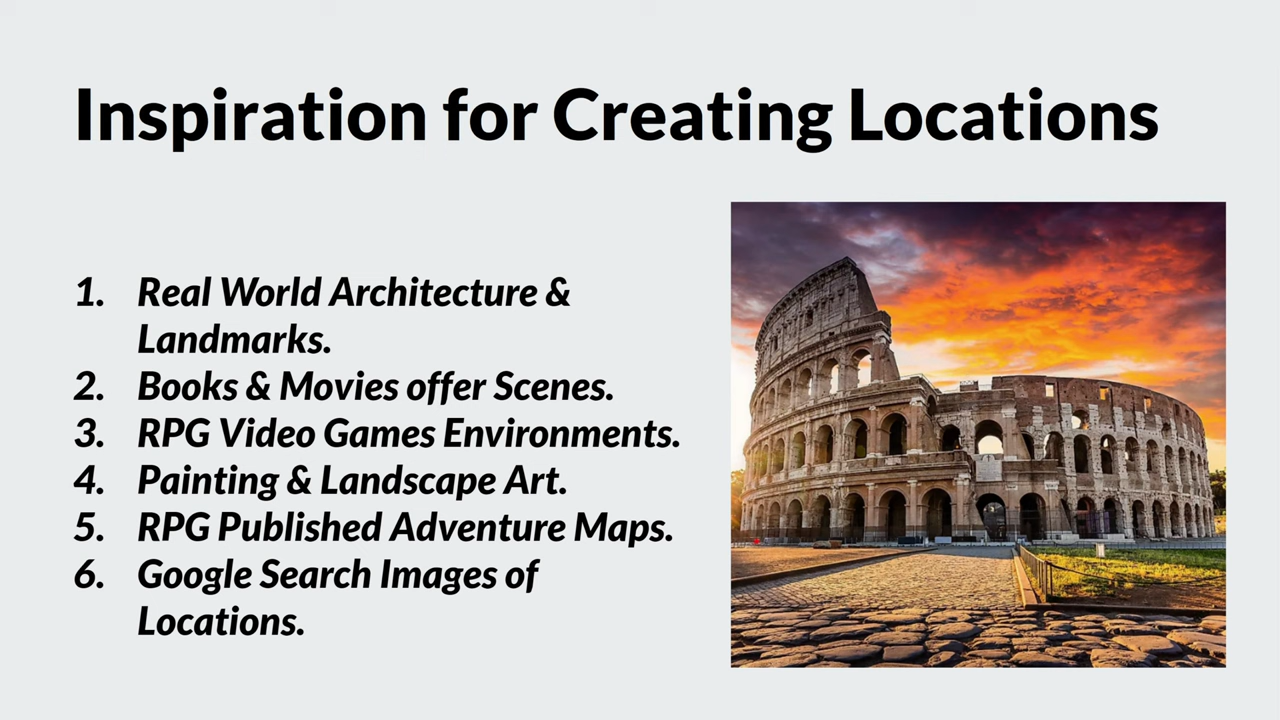 Inspiration for Creating Locations
1. Real World Architecture &
Landmarks.
2. Books & Movies offer Scenes.
3. RPG Video Games Environments.
4. Painting & Landscape Art.
5. RPG Published Adventure Maps.
6. Google Search Images of
Locations.